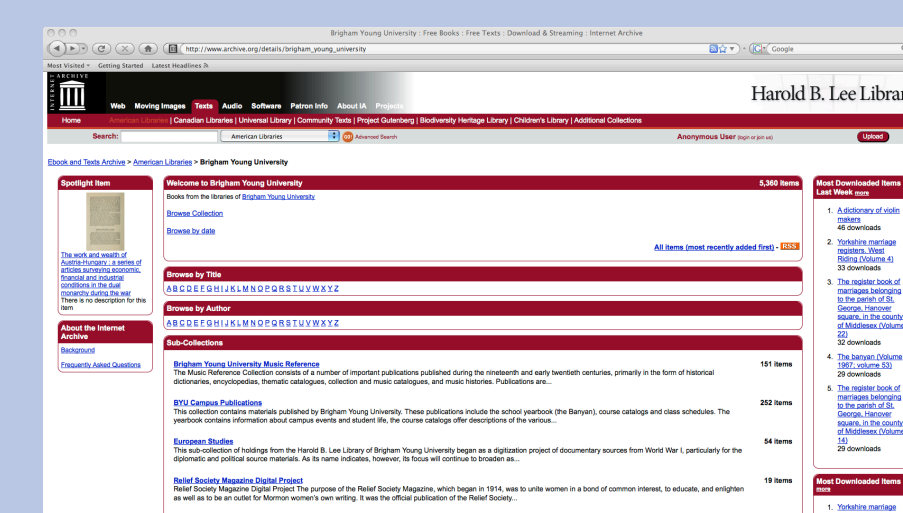 Brigham Young University : Free Books : Free Texts : Download & Streaming : Internet Archive
http://www.archive.org/details/brigham_young_university
Google
Most Visited Getting Started Latest Headlines
INTERNET ARCHIVE
Harold B. Lee Librar
Web Moving Images Texts Audio Software Patron Info About IA Projects
Home American Libraries | Canadian Libraries | Universal Library | Community Texts | Project Gutenberg | Biodiversity Heritage Library | Children's Library | Additional Collections
Search: American Libraries GO! Advanced Search Anonymous User (login or join us) Upload
Ebook and Texts Archive > American Libraries > Brigham Young University
Spotlight Item
The work and wealth of
Austria-Hungary : a series of
articles surveying economic,
financial and industrial
conditions in the dual
monarchy during the war
There is no description for this
item
About the Internet
Archive
Background
Frequently Asked Questions
Welcome to Brigham Young University 5,360 items
Books from the libraries of Brigham Young University
Browse Collection
Browse by date
All items (most recently added first) - RSS
Browse by Title
A B C D E F G H I J K L M N O P Q R S T U V W X Y Z
Browse by Author
A B C D E F G H I J K L M N O P Q R S T U V W X Y Z
Sub-Collections
Brigham Young University Music Reference 151 items
The Music Reference Collection consists of a number of important publications published during the nineteenth and early twentieth centuries, primarily in the form of historical
dictionaries, encyclopedias, thematic catalogues, collection and music catalogues, and music histories. Publications are...
BYU Campus Publications 252 items
This collection contains materials published by Brigham Young University. These publications include the school yearbook (the Banyan), course catalogs and class schedules. The
yearbook contains information about campus events and student life, the course catalogs offer descriptions of the various...
European Studies 54 items
This sub-collection of holdings from the Harold B. Lee Library of Brigham Young University began as a digitization project of documentary sources from World War I, particularly for the
diplomatic and political source materials. As its name indicates, however, its focus will continue to broaden as...
Relief Society Magazine Digital Project 19 items
Relief Society Magazine Digital Project The purpose of the Relief Society Magazine, which began in 1914, was to unite women in a bond of common interest, to educate, and enlighten
as well as to be an outlet for Mormon women's own writing. It was the official publication of the Relief Society...
Most Downloaded Items
Last Week more
1. A dictionary of violin
makers
46 downloads
2. Yorkshire marriage
registers, West
Riding (Volume 4)
33 downloads
3. The register book of
marriages belonging
to the parish of St.
George, Hanover
square, in the county
of Middlesex (Volume
22)
32 downloads
4. The banyan (Volume
1967; volume 53)
29 downloads
5. The register book of
marriages belonging
to the parish of St.
George, Hanover
square, in the county
of Middlesex (Volume
14)
29 downloads
Most Downloaded Items
more
1. Yorkshire marriage